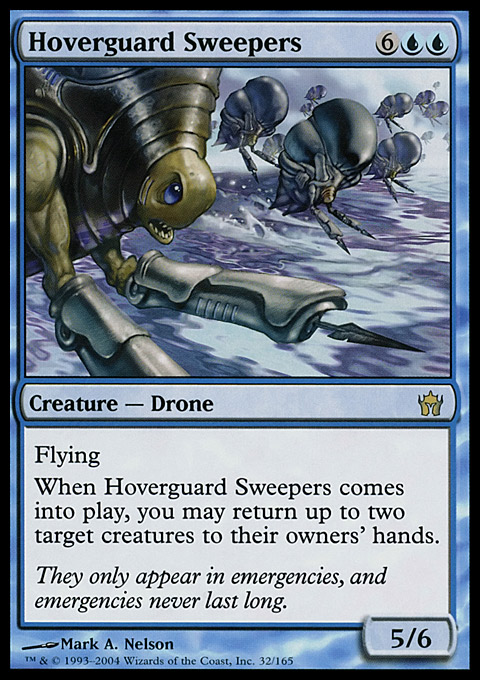 Hoverguard Sweepers 6
Creature — Drone
Flying
When Hoverguard Sweepers comes
into play, you may return up to two
target creatures to their owners' hands.
They only appear in emergencies, and
emergencies never last long.
Mark A. Nelson
5/6
™ & © 1993–2004 Wizards of the Coast, Inc. 32/165